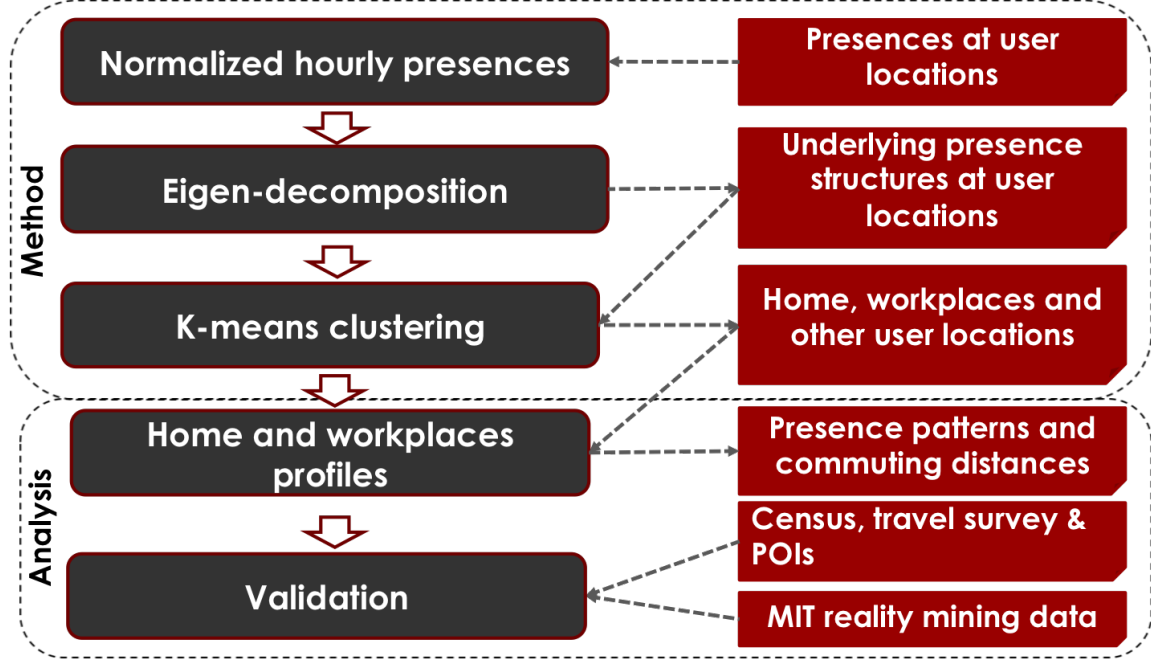 Method
Normalized hourly presences
Presences at user
locations
Eigen-decomposition
Underlying presence
structures at user
locations
K-means clustering
Home, workplaces and
other user locations
Analysis
Home and workplaces
profiles
Presence patterns and
commuting distances
Validation
Census, travel survey &
POIs
MIT reality mining data